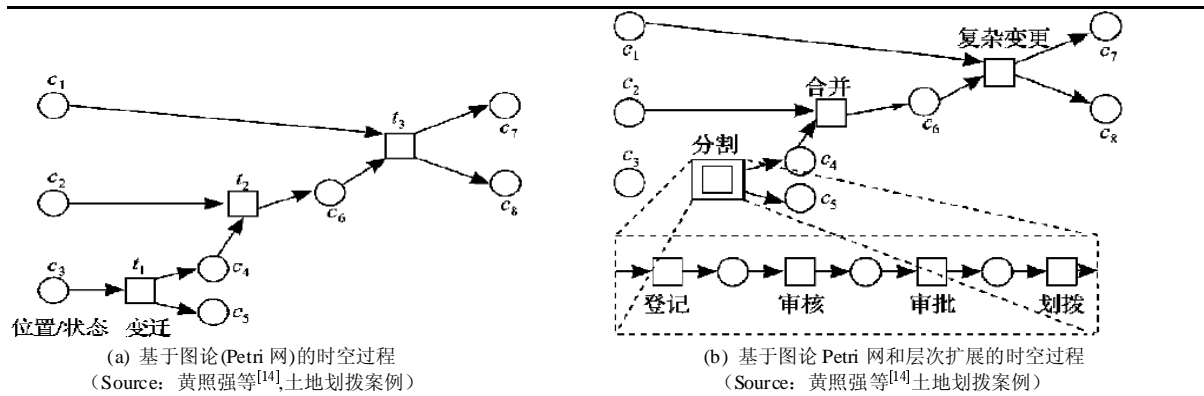 c₁
t₃
c₇
c₂
t₂
c₆
c₈
c₃
t₁
c₄
c₅
位置/状态 变迁
(a) 基于图论(Petri 网)的时空过程
（Source：黄照强等[14],土地划拨案例）
复杂变更
c₁
c₇
c₂
合并
c₆
c₈
分割
c₃
c₄
c₅
登记 审核 审批 划拨
(b) 基于图论 Petri 网和层次扩展的时空过程
（Source：黄照强等[14]土地划拨案例）